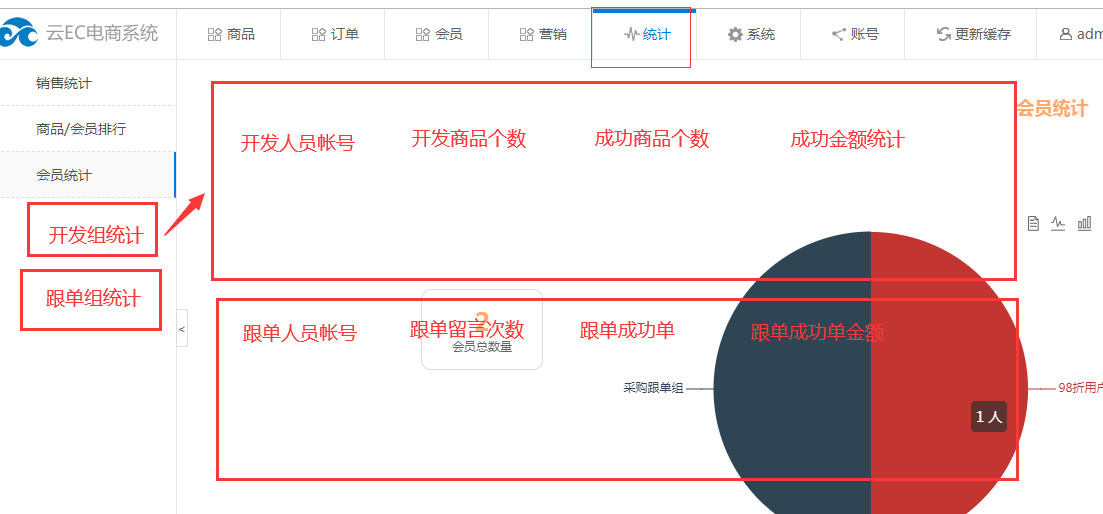 云EC电商系统
商品
订单
会员
营销
统计
系统
账号
更新缓存
adm
销售统计
商品/会员排行
会员统计
开发组统计
跟单组统计
会员统计
开发人员帐号
开发商品个数
成功商品个数
成功金额统计
跟单人员帐号
跟单留言次数
跟单成功单
跟单成功单金额
2
会员总数量
<
采购跟单组
98折用户
1 人